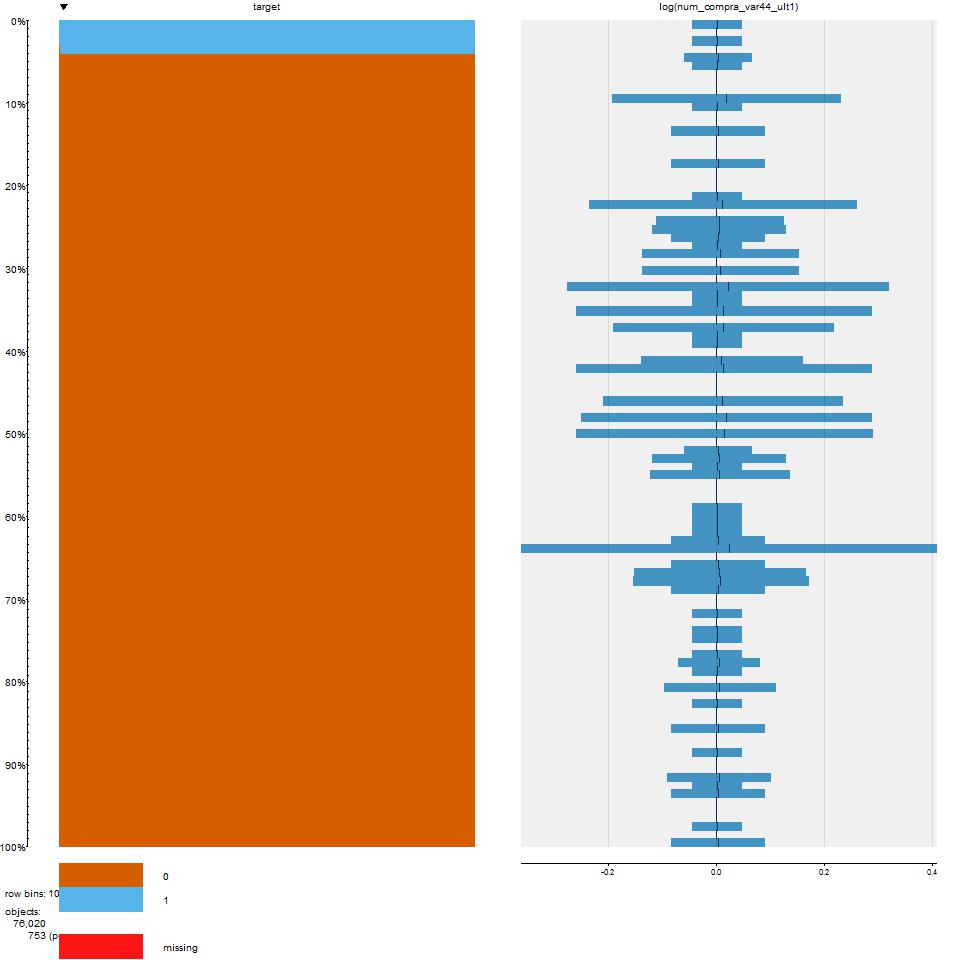 target
log(num_compra_var44_ult1)
0%
10%
20%
30%
40%
50%
60%
70%
80%
90%
100%
-0.2 0.0 0.2 0.4
0
row bins: 10
1
objects:
76,020
753 (p
missing